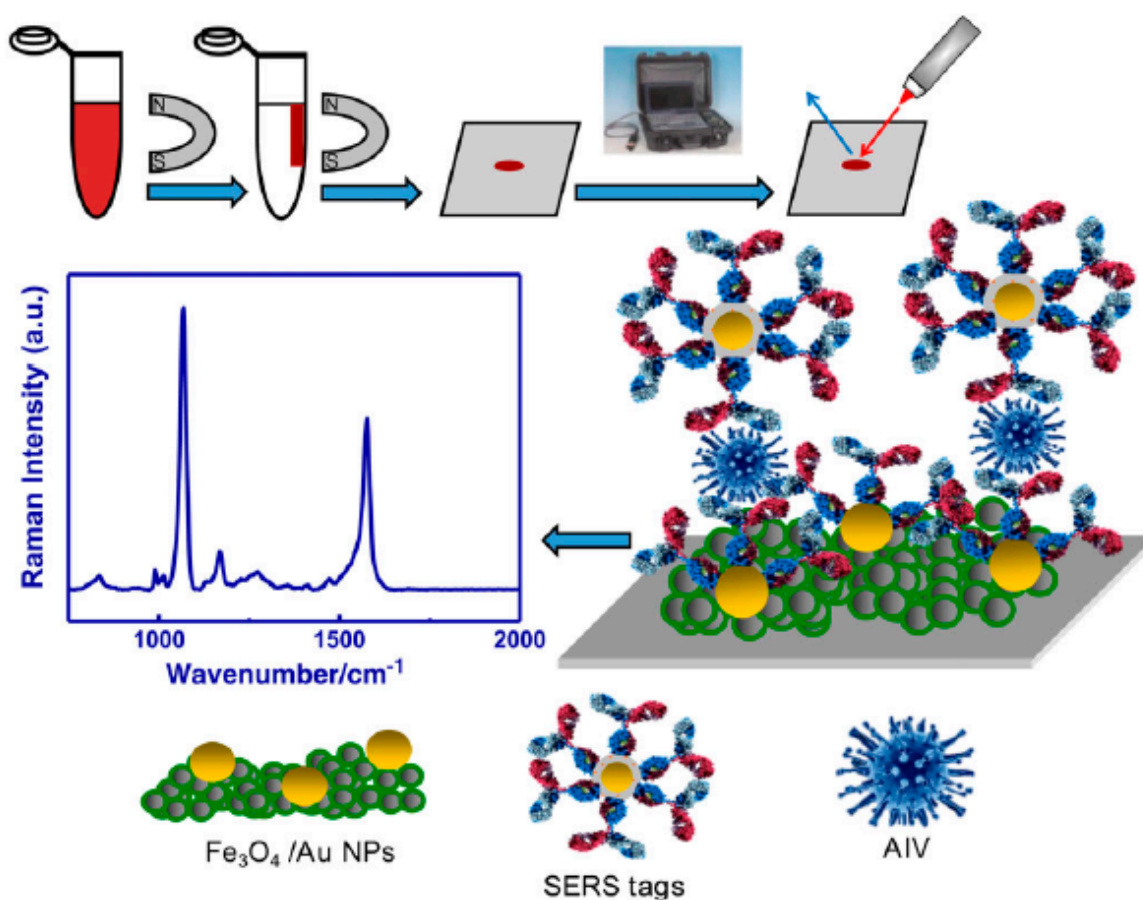 N
S
N
S
Raman Intensity (a.u.)
1000 1500 2000
Wavenumber/cm⁻¹
Fe₃O₄ /Au NPs
SERS tags
AIV